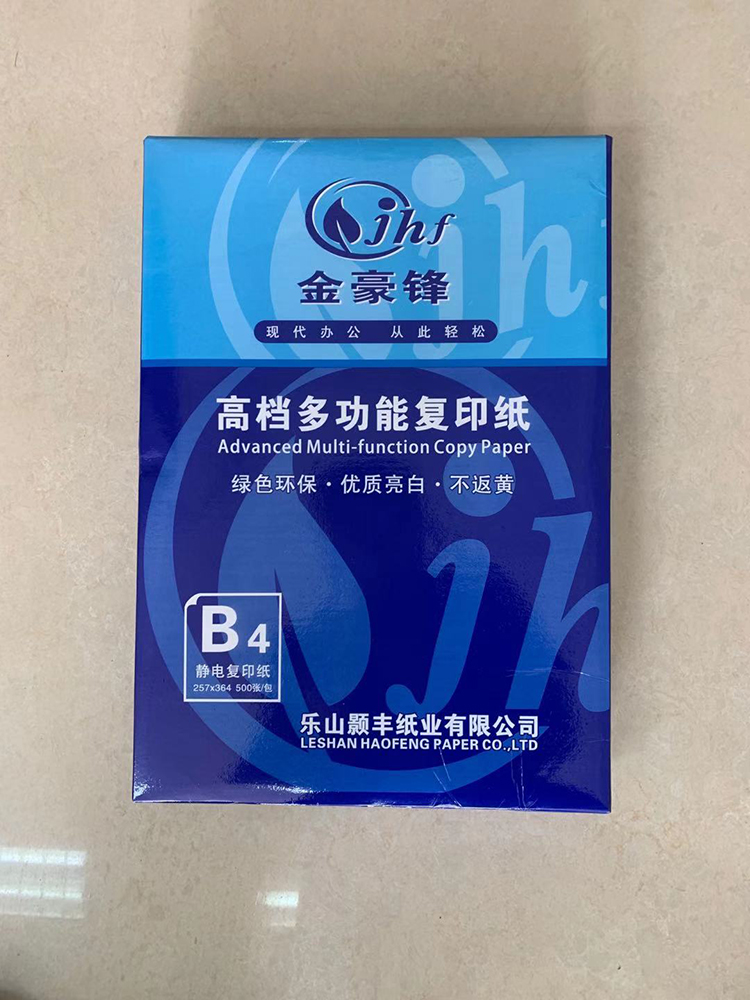 jhf
金豪锋
现代办公 从此轻松
高档多功能复印纸
Advanced Multi-function Copy Paper
绿色环保·优质亮白·不返黄
B4
静电复印纸
257x364 500张/包
乐山颢丰纸业有限公司
LESHAN HAOFENG PAPER CO.,LTD
jhf
jh